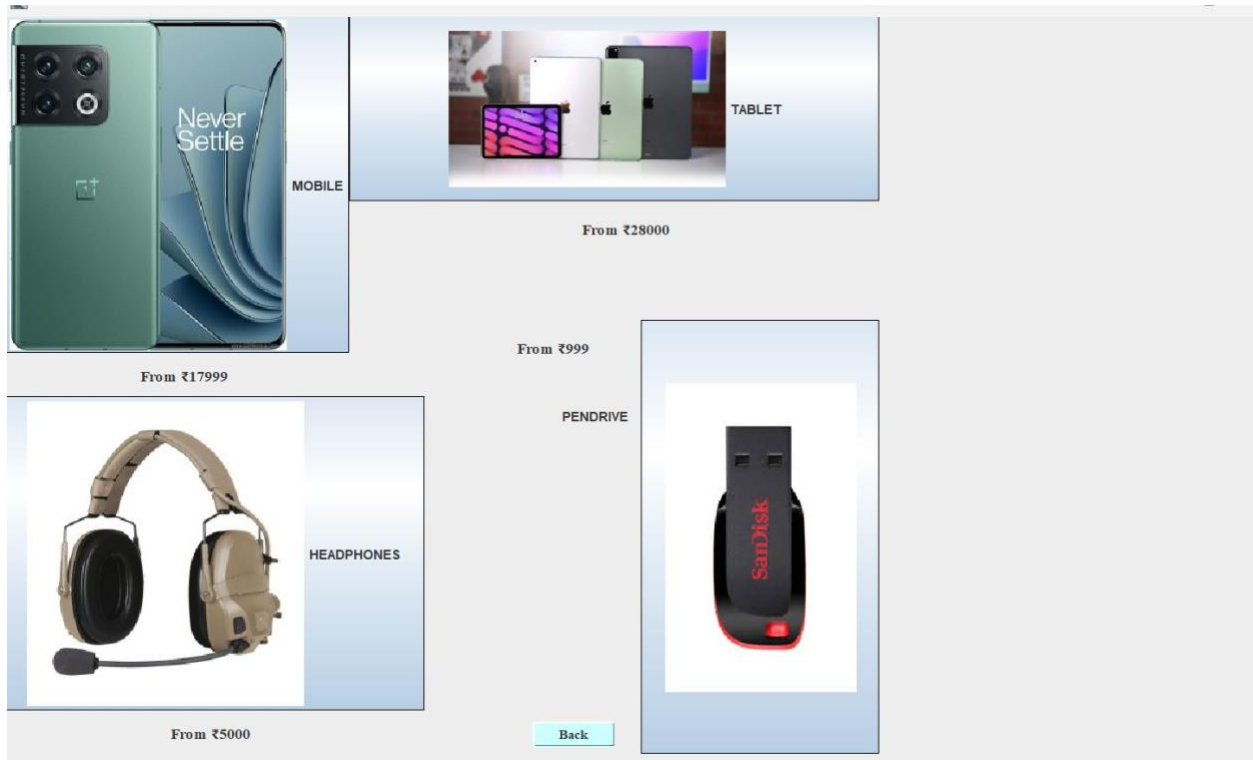 Never
Settle
MOBILE
TABLET
From ₹28000
From ₹17999
From ₹999
PENDRIVE
SanDisk
HEADPHONES
From ₹5000
Back